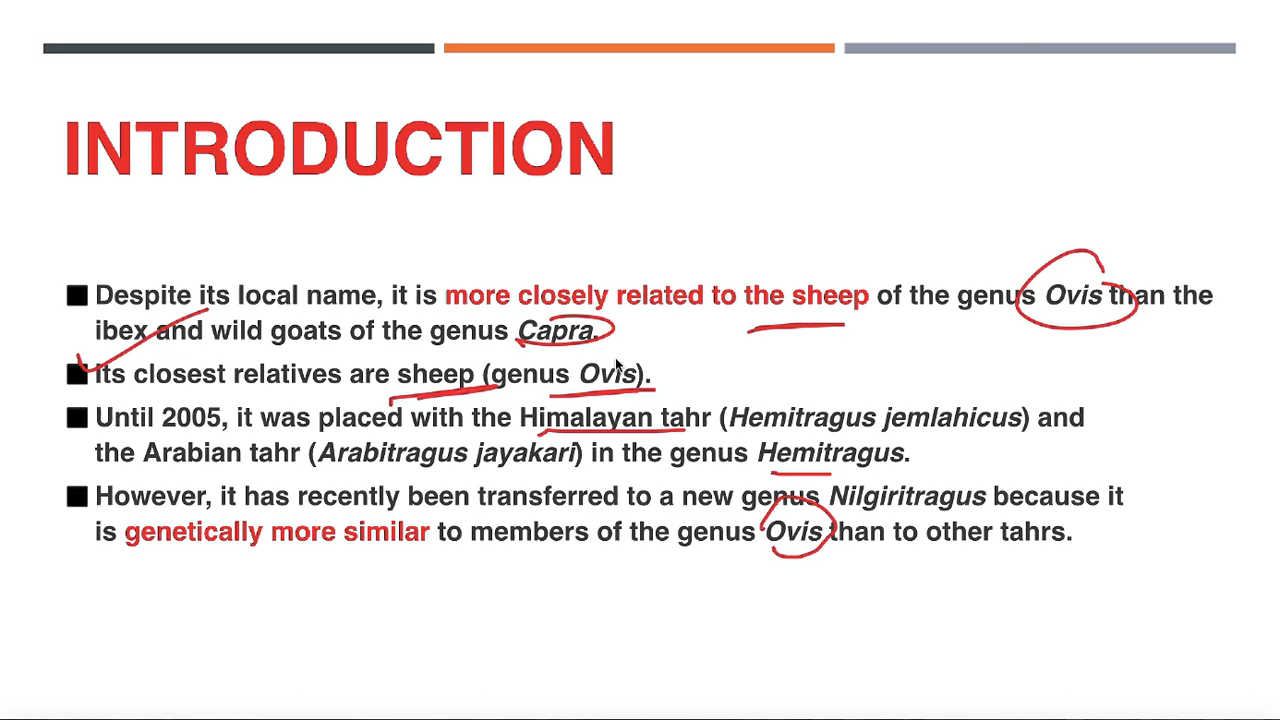 INTRODUCTION
Despite its local name, it is more closely related to the sheep of the genus Ovis than the
ibex and wild goats of the genus Capra.
Its closest relatives are sheep (genus Ovis).
Until 2005, it was placed with the Himalayan tahr (Hemitragus jemlahicus) and
the Arabian tahr (Arabitragus jayakari) in the genus Hemitragus.
However, it has recently been transferred to a new genus Nilgiritragus because it
is genetically more similar to members of the genus Ovis than to other tahrs.